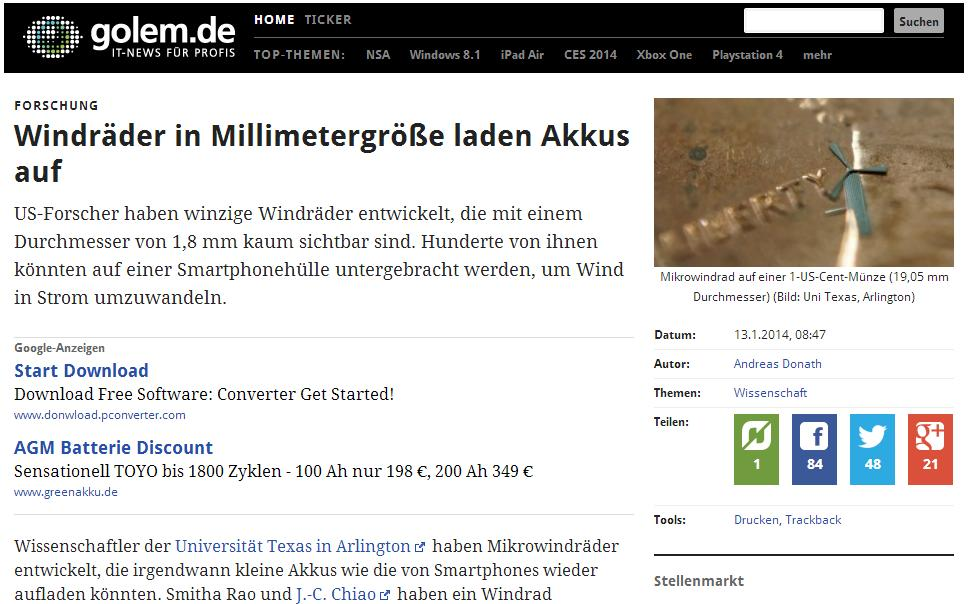 golem.de
IT-NEWS FÜR PROFIS
HOME TICKER
Suchen
TOP-THEMEN: NSA Windows 8.1 iPad Air CES 2014 Xbox One Playstation 4 mehr
FORSCHUNG
Windräder in Millimetergröße laden Akkus
auf
US-Forscher haben winzige Windräder entwickelt, die mit einem
Durchmesser von 1,8 mm kaum sichtbar sind. Hunderte von ihnen
könnten auf einer Smartphonehülle untergebracht werden, um Wind
in Strom umzuwandeln.
Google-Anzeigen
Start Download
Download Free Software: Converter Get Started!
www.donwload.pconverter.com
AGM Batterie Discount
Sensationell TOYO bis 1800 Zyklen - 100 Ah nur 198 €, 200 Ah 349 €
www.greenakku.de
Wissenschaftler der Universität Texas in Arlington haben Mikrowindräder
entwickelt, die irgendwann kleine Akkus wie die von Smartphones wieder
aufladen könnten. Smitha Rao und J.-C. Chiao haben ein Windrad
Mikrowindrad auf einer 1-US-Cent-Münze (19,05 mm
Durchmesser) (Bild: Uni Texas, Arlington)
Datum: 13.1.2014, 08:47
Autor: Andreas Donath
Themen: Wissenschaft
Teilen:
1 84 48 21
Tools: Drucken, Trackback
Stellenmarkt